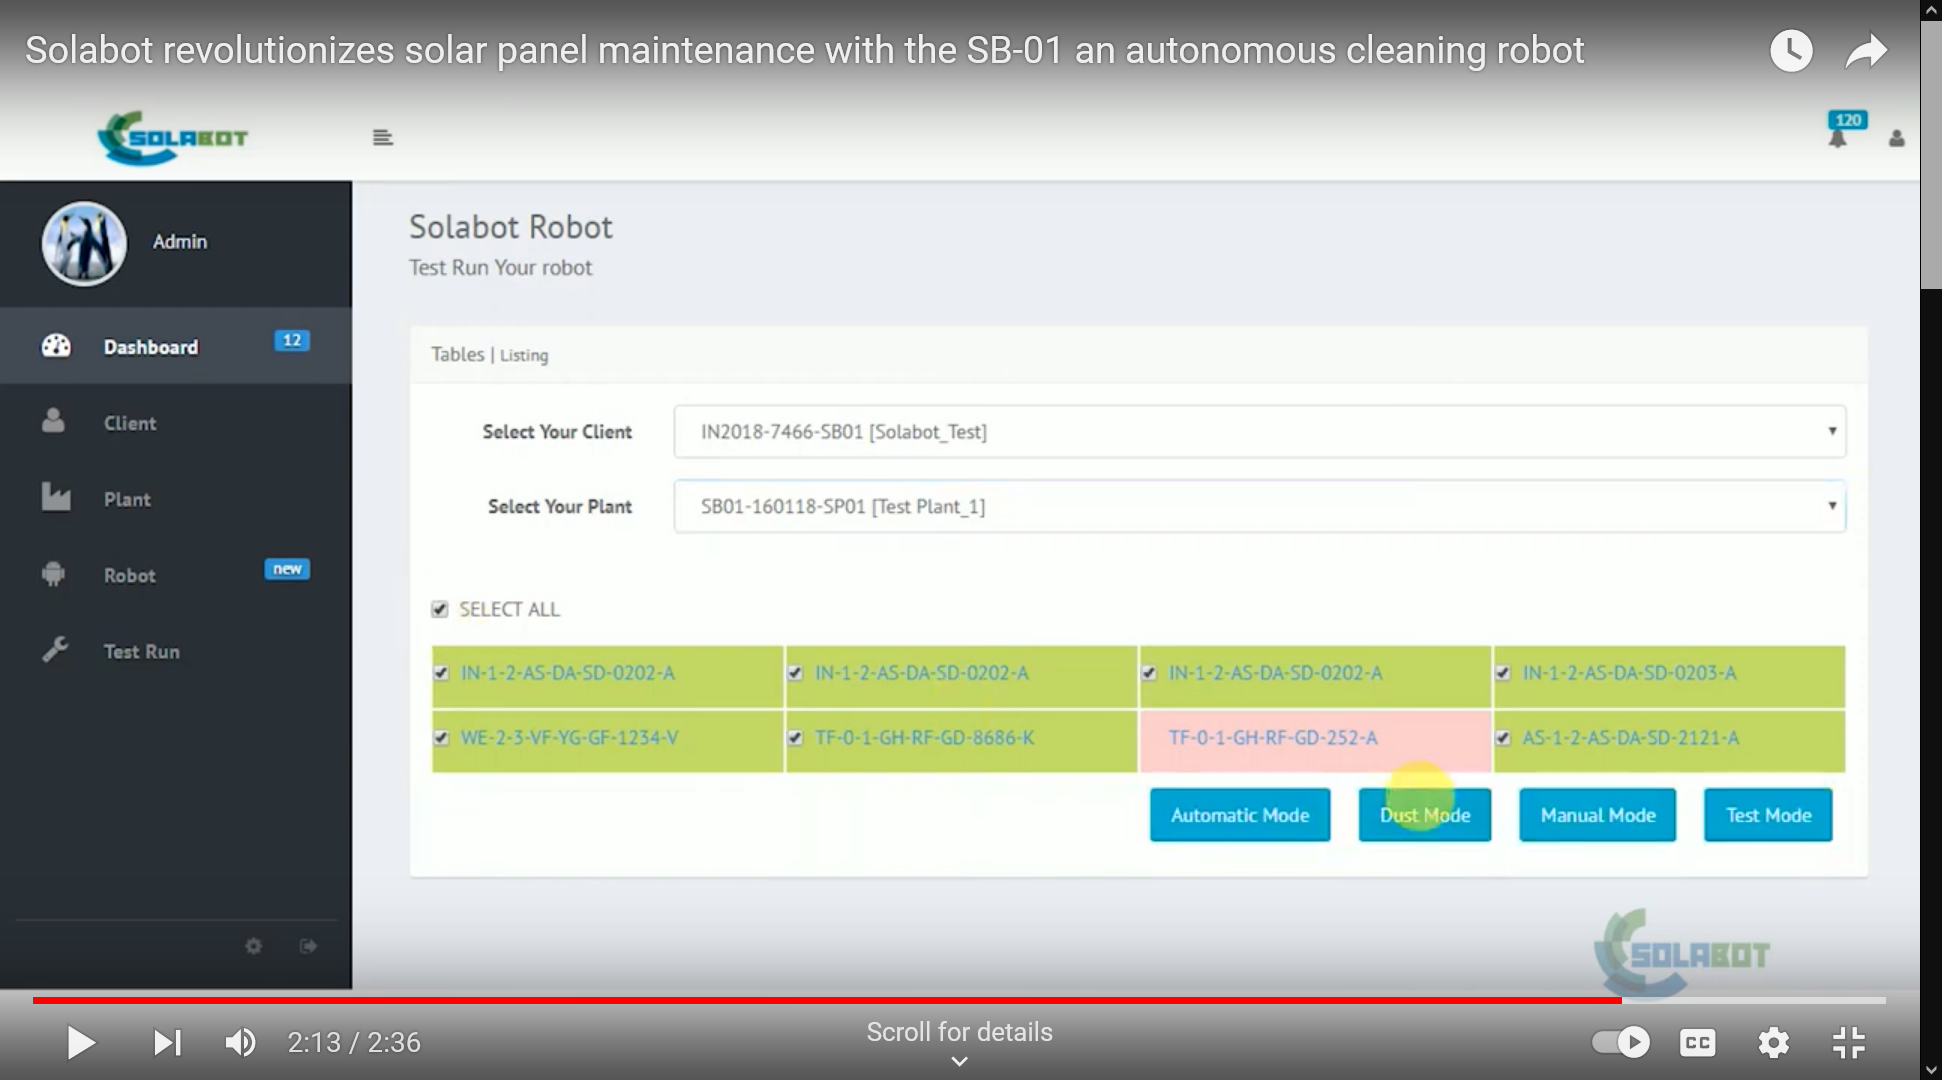 Solabot revolutionizes solar panel maintenance with the SB-01 an autonomous cleaning robot
SOLABOT
120
Admin
Solabot Robot
Test Run Your robot
Dashboard 12
Client
Plant
Robot new
Test Run
Tables | Listing
Select Your Client IN2018-7466-SB01 [Solabot_Test]
Select Your Plant SB01-160118-SP01 [Test Plant_1]
SELECT ALL
IN-1-2-AS-DA-SD-0202-A IN-1-2-AS-DA-SD-0202-A IN-1-2-AS-DA-SD-0202-A IN-1-2-AS-DA-SD-0203-A
WE-2-3-VF-YG-GF-1234-V TF-0-1-GH-RF-GD-8686-K TF-0-1-GH-RF-GD-252-A AS-1-2-AS-DA-SD-2121-A
Automatic Mode Dust Mode Manual Mode Test Mode
SOLABOT
2:13 / 2:36
Scroll for details
CC